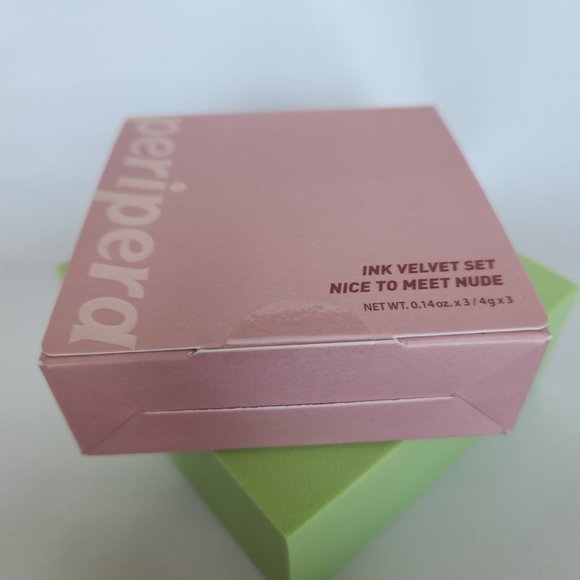 peripera
INK VELVET SET
NICE TO MEET NUDE
NET WT. 0.14oz. x 3 / 4g x 3